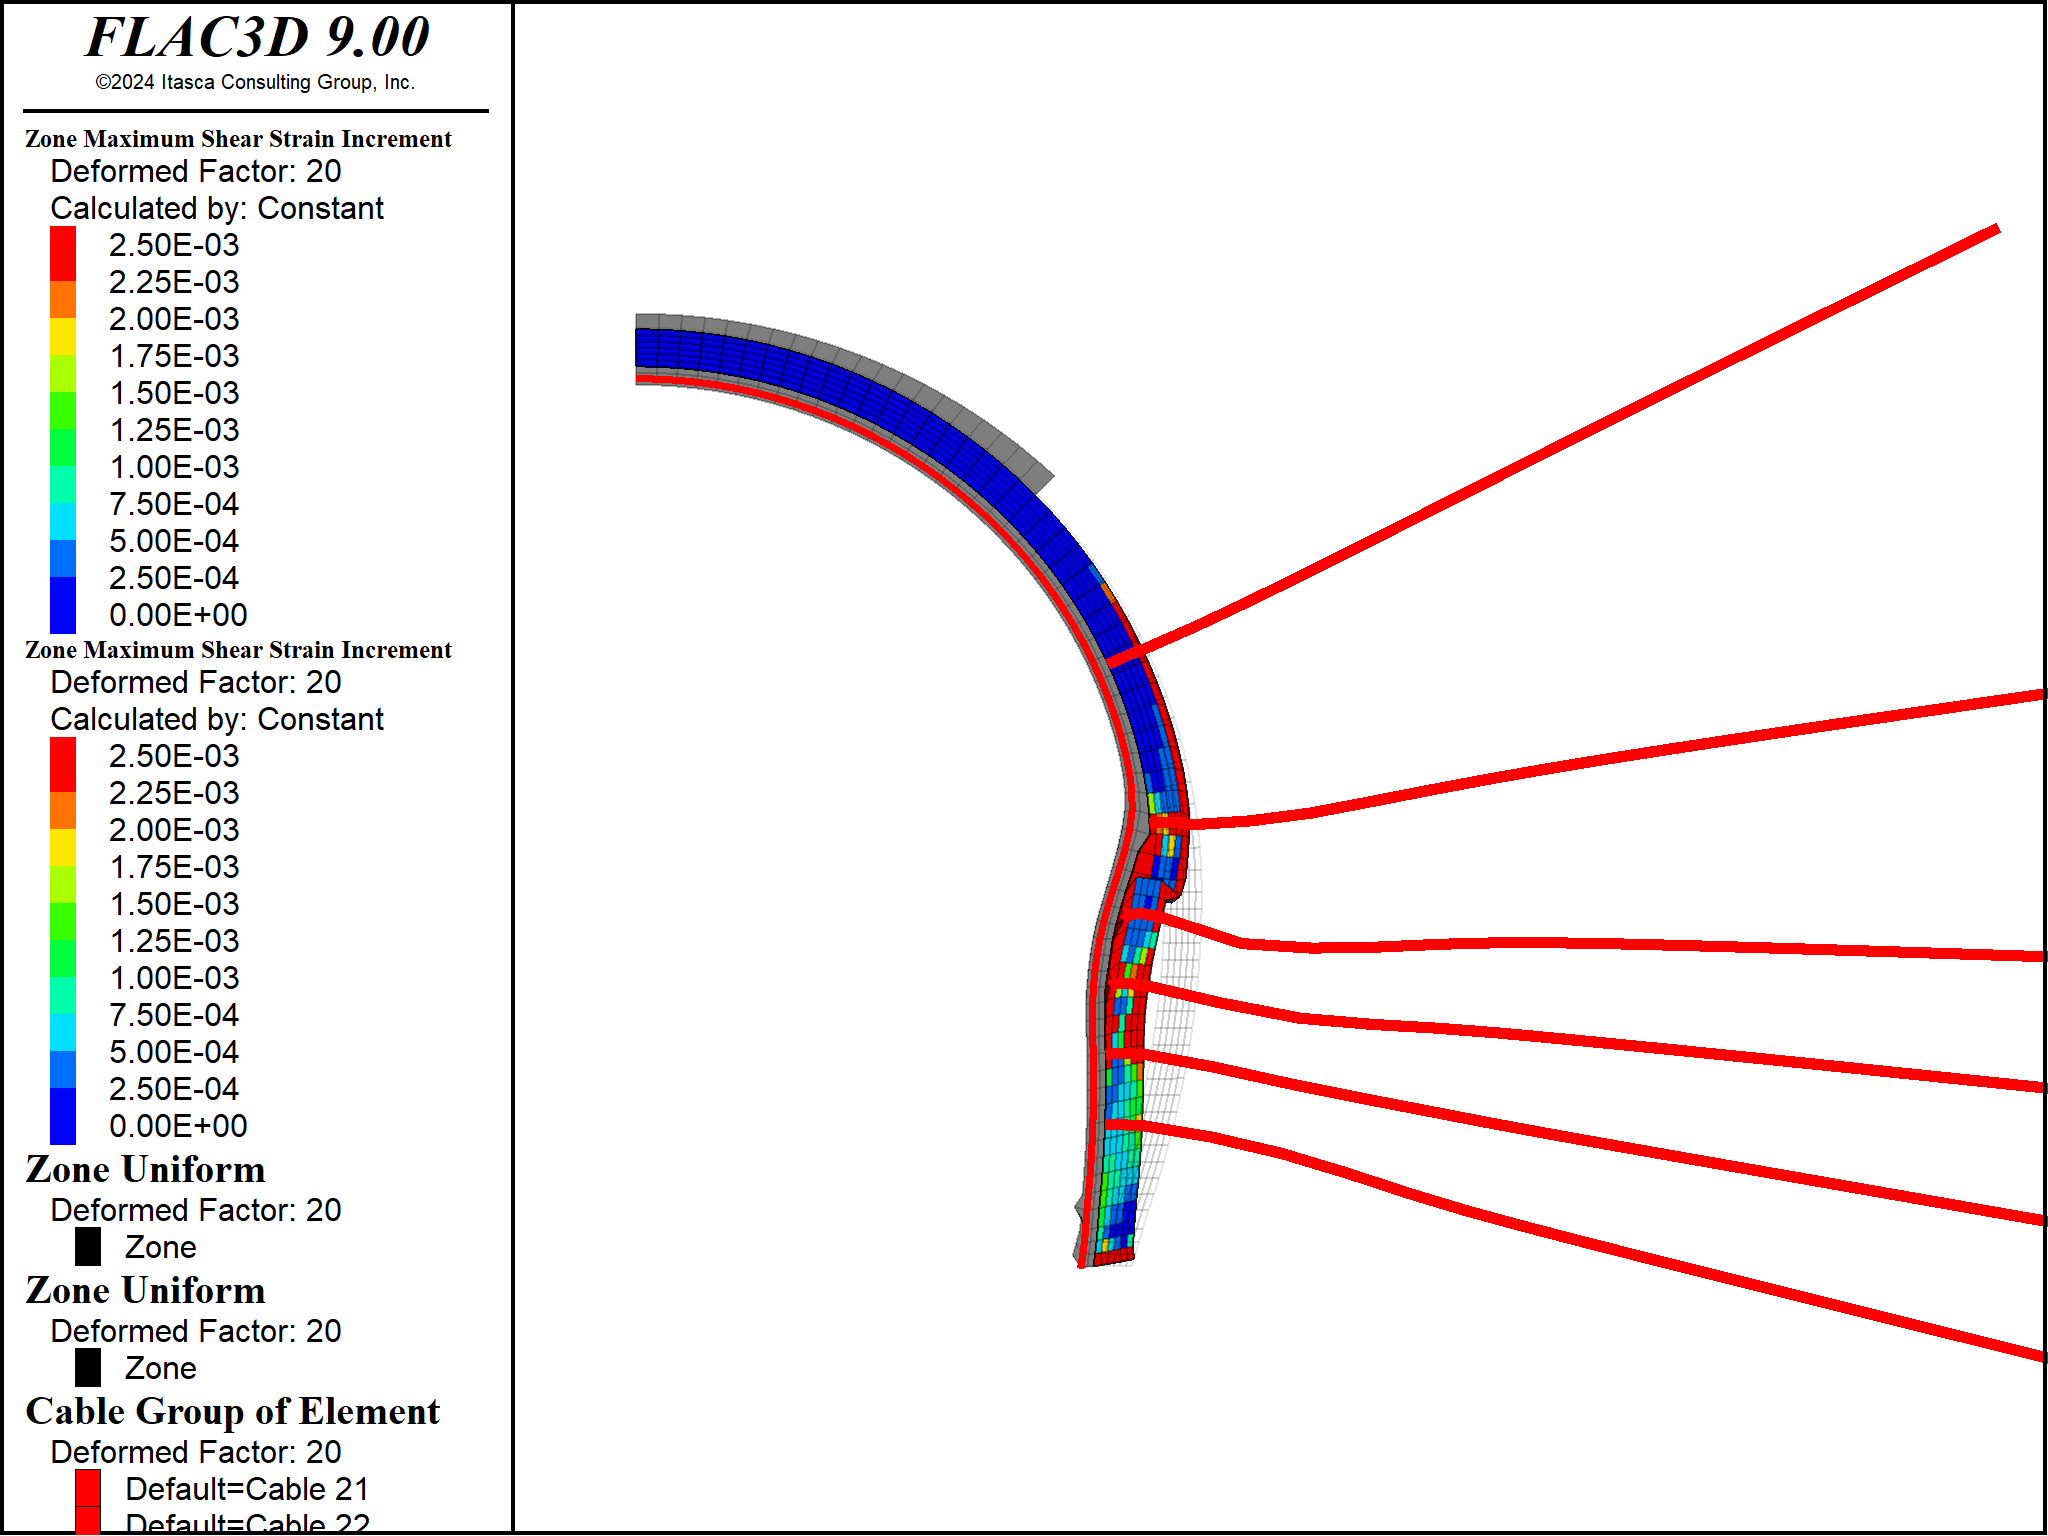 FLAC3D 9.00
©2024 Itasca Consulting Group, Inc.
Zone Maximum Shear Strain Increment
Deformed Factor: 20
Calculated by: Constant
2.50E-03
2.25E-03
2.00E-03
1.75E-03
1.50E-03
1.25E-03
1.00E-03
7.50E-04
5.00E-04
2.50E-04
0.00E+00
Zone Maximum Shear Strain Increment
Deformed Factor: 20
Calculated by: Constant
2.50E-03
2.25E-03
2.00E-03
1.75E-03
1.50E-03
1.25E-03
1.00E-03
7.50E-04
5.00E-04
2.50E-04
0.00E+00
Zone Uniform
Deformed Factor: 20
Zone
Zone Uniform
Deformed Factor: 20
Zone
Cable Group of Element
Deformed Factor: 20
Default=Cable 21
Default=Cable 22